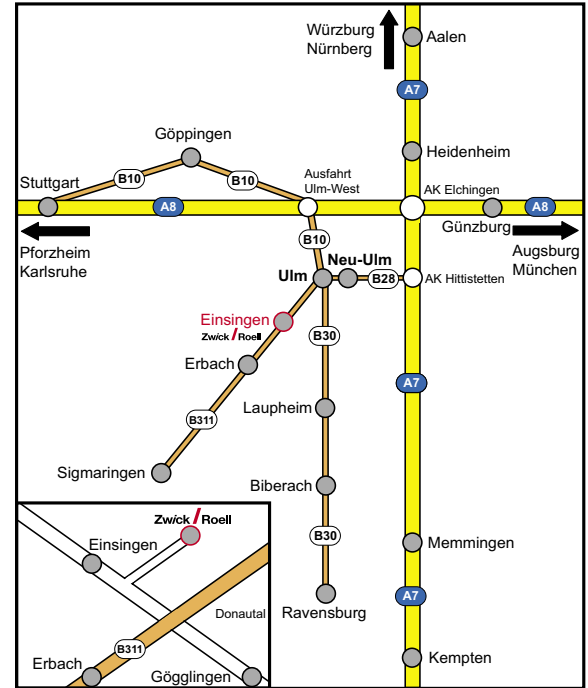 Würzburg
Nürnberg
Aalen
A7
Göppingen
Heidenheim
Stuttgart
B10
B10
Ausfahrt
Ulm-West
AK Elchingen
A8
Günzburg
A8
Pforzheim
Karlsruhe
B10
Augsburg
München
Neu-Ulm
Ulm
B28
AK Hittistetten
Einsingen
Zwick / Roell
B30
Erbach
A7
Laupheim
B311
Sigmaringen
Biberach
Zwick / Roell
B30
Einsingen
Memmingen
A7
Donautal
Ravensburg
B311
Erbach
Gögglingen
Kempten